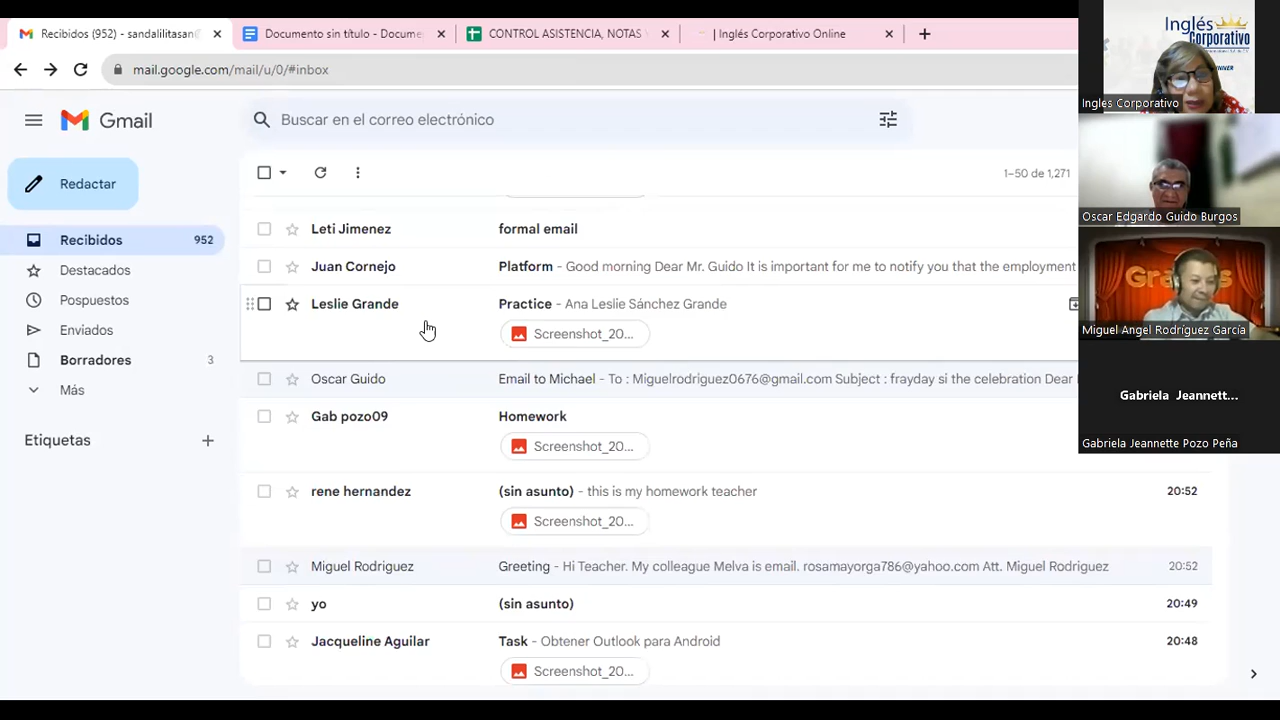 Recibidos (952) - sandalilitasan@
Documento sin título - Docume
CONTROL ASISTENCIA, NOTAS
| Inglés Corporativo Online
mail.google.com/mail/u/0/#inbox
Gmail
Buscar en el correo electrónico
Redactar
1–50 de 1,271
Recibidos 952
Destacados
Pospuestos
Enviados
Borradores 3
Más
Etiquetas
Leti Jimenez formal email
Juan Cornejo Platform - Good morning Dear Mr. Guido It is important for me to notify you that the employment
Leslie Grande Practice - Ana Leslie Sánchez Grande
Screenshot_20...
Oscar Guido Email to Michael - To : Miguelrodriguez0676@gmail.com Subject : frayday si the celebration Dear
Gab pozo09 Homework
Screenshot_20...
rene hernandez (sin asunto) - this is my homework teacher 20:52
Screenshot_20...
Miguel Rodriguez Greeting - Hi Teacher. My colleague Melva is email. rosamayorga786@yahoo.com Att. Miguel Rodriguez 20:52
yo (sin asunto) 20:49
Jacqueline Aguilar Task - Obtener Outlook para Android 20:48
Screenshot_20...
Inglés
Corporativo
Inglés Corporativo
Oscar Edgardo Guido Burgos
Miguel Angel Rodríguez García
Gabriela Jeannett...
Gabriela Jeannette Pozo Peña